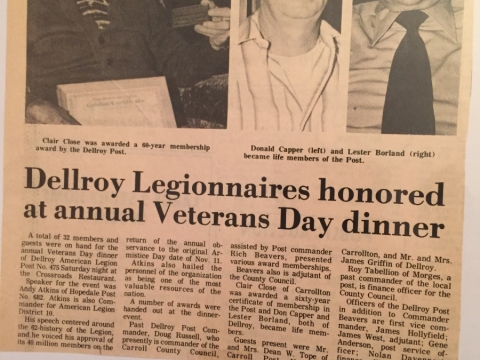 Clair Close was awarded a 60-year membership
award by the Dellroy Post.
Donald Capper (left) and Lester Borland (right)
became life members of the Post.
Dellroy Legionnaires honored
at annual Veterans Day dinner
A total of 32 members and
guests were on hand for the
annual Veterans Day dinner
of Dellroy American Legion
Post No. 475 Saturday night at
the Crossroads Restaurant.
Speaker for the event was
Andy Atkins of Hopedale Post
No. 682. Atkins is also Com-
mander for American Legion
District 10.
His speech centered around
the 62-history of the Legion,
and he voiced his approval of
its 40 million members on the
return of the annual obser-
vance to the original Ar-
mistice Day date of Nov. 11.
Atkins also hailed the
personnel of the organization
as being one of the most
valuable resources of the
nation.
A number of awards were
handed out at the dinner-
event.
Past Dellroy Post Com-
mander, Doug Russell, who
presently is commander of the
Carroll County Council,
assisted by Post commander
Rich Beavers, presented
various award memberships.
Beavers also is adjutant of
the County Council.
Clair Close of Carrollton
was awarded a sixty-year
certificate of membership in
the Post and Don Capper and
Lester Borland, both of
Dellroy, became life mem-
bers.
Guests present were Mr.
and Mrs. Dean W. Tope of
Carrollton, and Mr. and Mrs.
James Griffin of Dellroy.
Roy Tabellion of Morges, a
past commander of the local
post, is finance officer for the
County Council.
Officers of the Dellroy Post
in addition to Commander
Beavers are first vice com-
mander, James Hollyfield;
James West, adjutant; Gene
Anderson, post service of-
ficer; Nolan